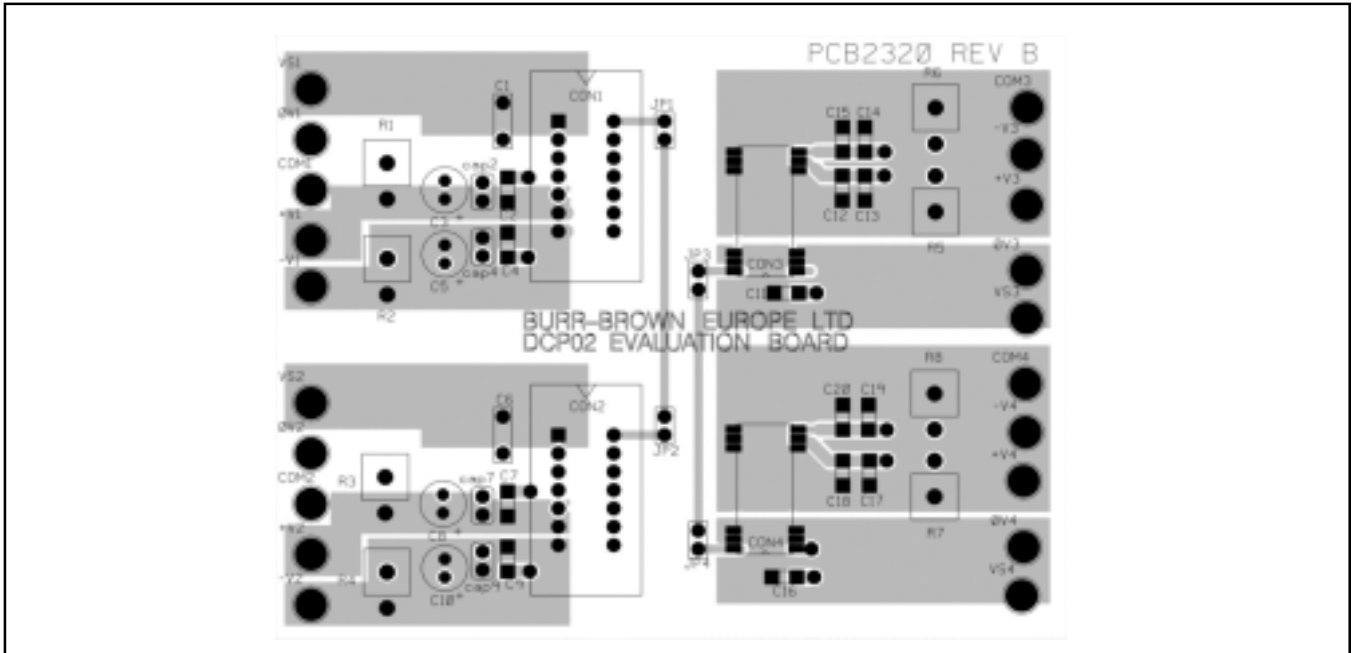 PCB2320 REV B
VS1
C1
CON1
JP1
R6
COM3
0V1
R1
C15 C14
-V3
COM1
cap2
+V3
C2
+V1
C3 +
C12 C13
R5
-V1
cap4 C4
JP3
CON3
0V3
C5 +
VS3
R2
BURR-BROWN EUROPE LTD
DCP02 EVALUATION BOARD
VS2
C6
CON2
R8
COM4
C20 C19
-V4
0V2
JP2
COM2
R3
cap7 C7
+V4
C18 C17
+V2
C8 +
R7
0V4
-V2
R4
cap9 C9
JP4
CON4
VS4
C10 +
C16